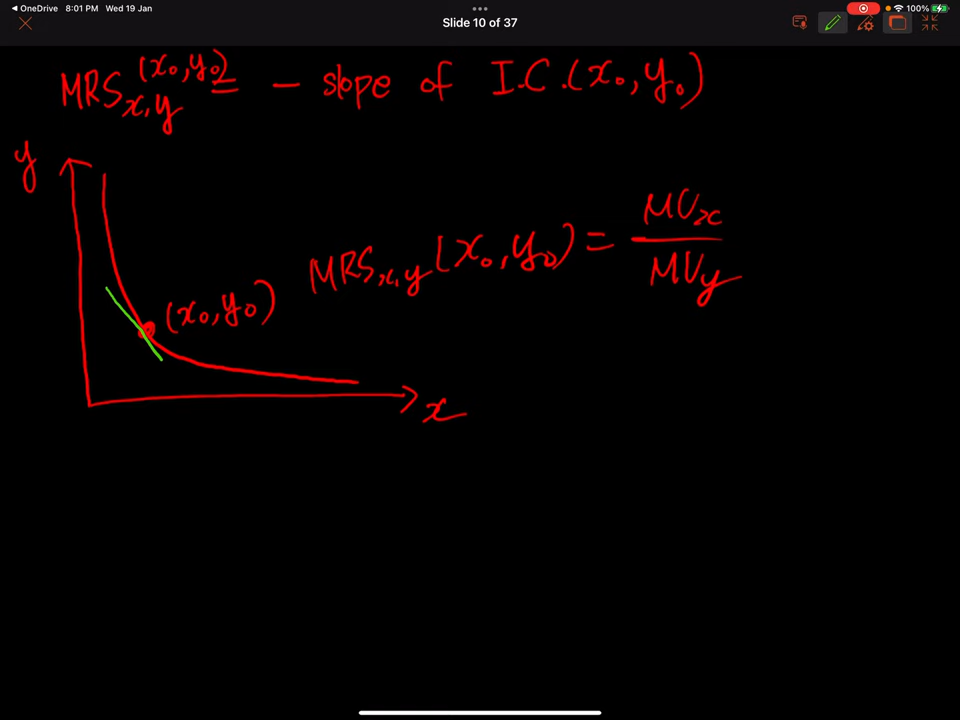 OneDrive 8:01 PM Wed 19 Jan
100%
Slide 10 of 37
MRS x,y (x₀,y₀) = − slope of I.C.(x₀,y₀)
y
MRSx,y(x₀,y₀) = MUx / MUy
(x₀,y₀)
x